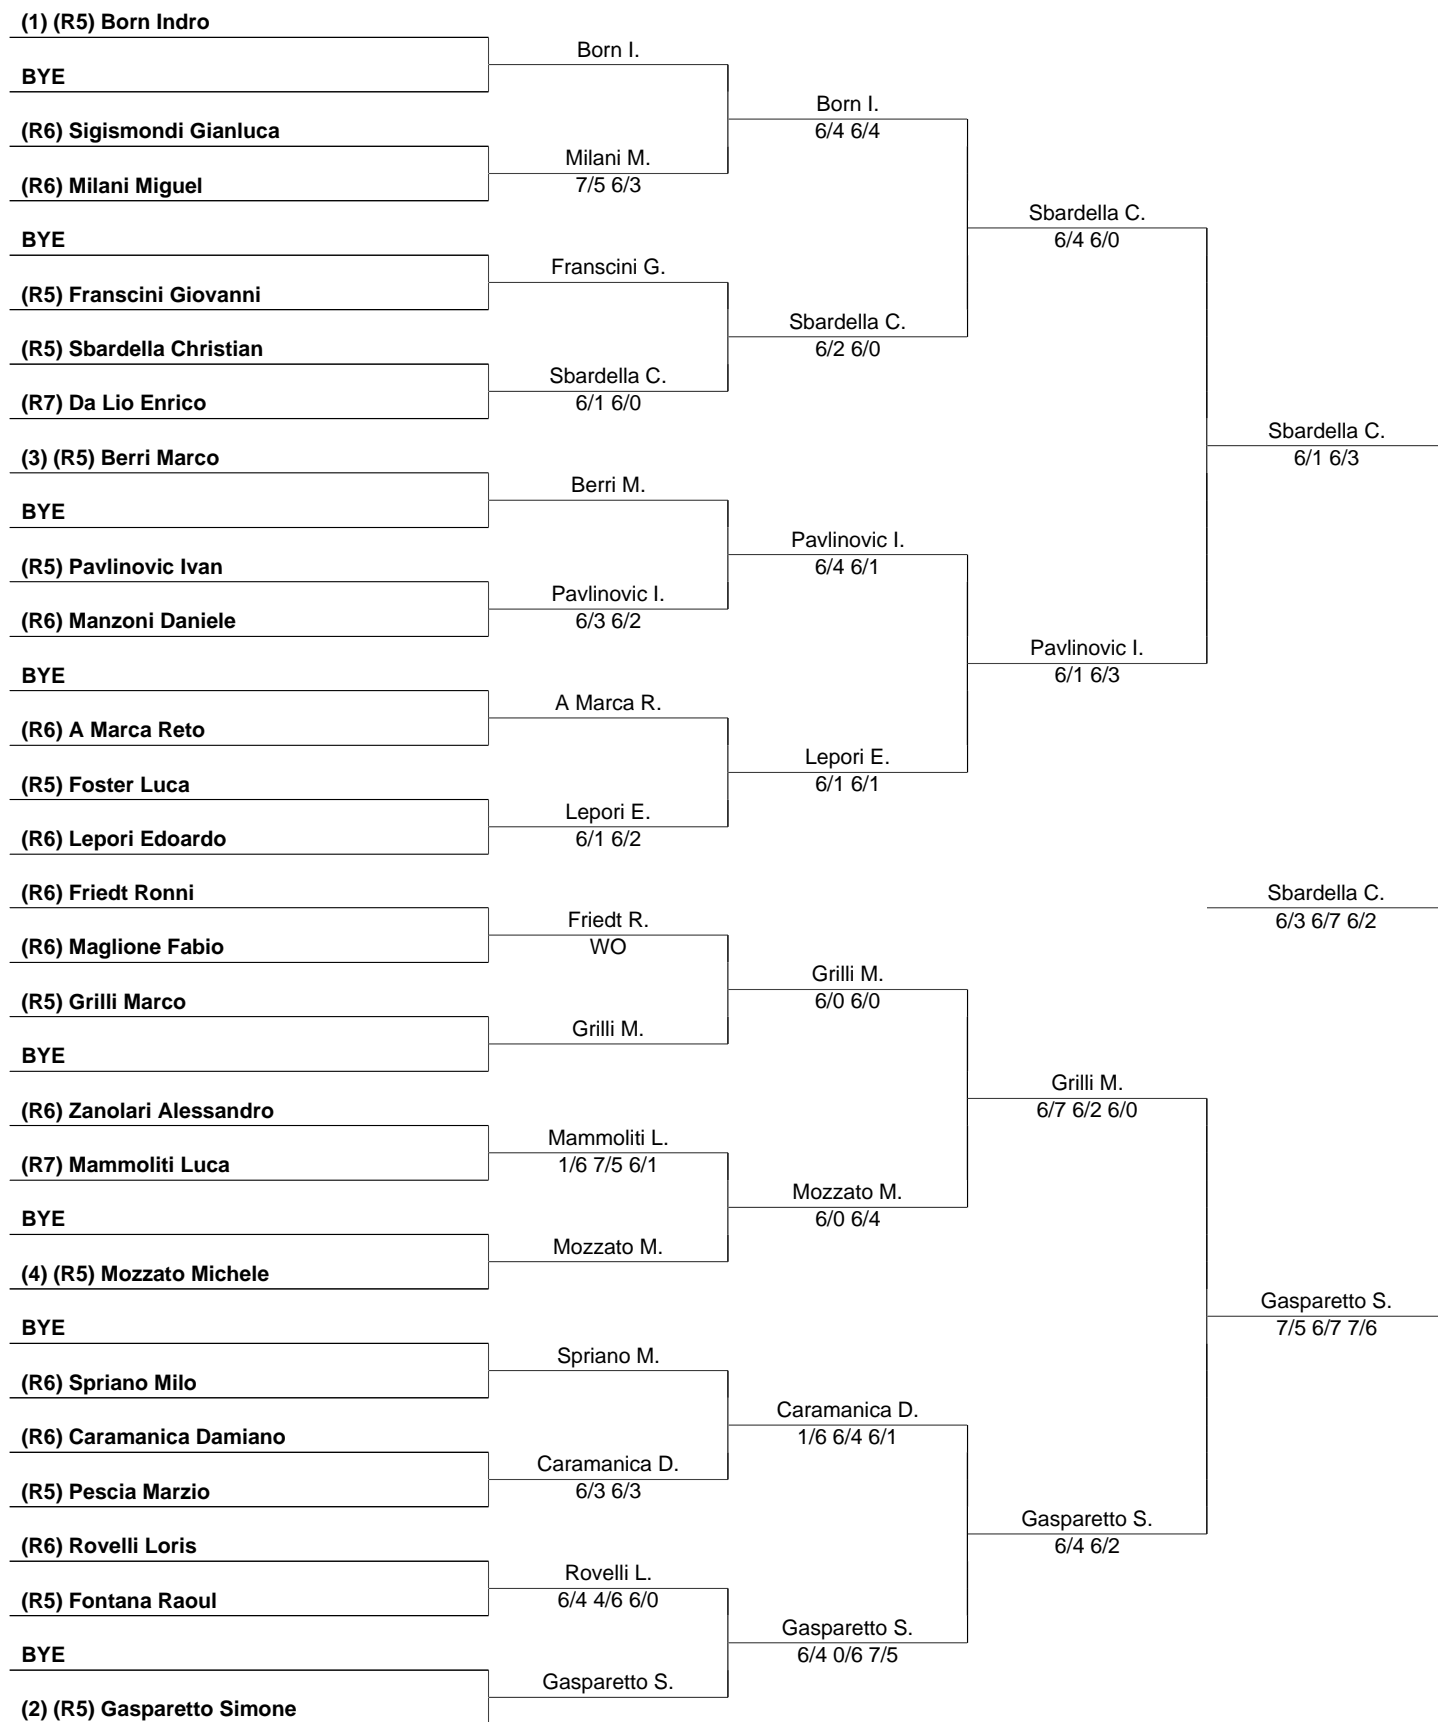 (1) (R5) Born Indro
BYE
(R6) Sigismondi Gianluca
(R6) Milani Miguel
BYE
(R5) Franscini Giovanni
(R5) Sbardella Christian
(R7) Da Lio Enrico
(3) (R5) Berri Marco
BYE
(R5) Pavlinovic Ivan
(R6) Manzoni Daniele
BYE
(R6) A Marca Reto
(R5) Foster Luca
(R6) Lepori Edoardo
(R6) Friedt Ronni
(R6) Maglione Fabio
(R5) Grilli Marco
BYE
(R6) Zanolari Alessandro
(R7) Mammoliti Luca
BYE
(4) (R5) Mozzato Michele
BYE
(R6) Spriano Milo
(R6) Caramanica Damiano
(R5) Pescia Marzio
(R6) Rovelli Loris
(R5) Fontana Raoul
BYE
(2) (R5) Gasparetto Simone
Born I.
Milani M.
7/5 6/3
Franscini G.
Sbardella C.
6/1 6/0
Berri M.
Pavlinovic I.
6/3 6/2
A Marca R.
Lepori E.
6/1 6/2
Friedt R.
WO
Grilli M.
Mammoliti L.
1/6 7/5 6/1
Mozzato M.
Spriano M.
Caramanica D.
6/3 6/3
Rovelli L.
6/4 4/6 6/0
Gasparetto S.
Born I.
6/4 6/4
Sbardella C.
6/2 6/0
Pavlinovic I.
6/4 6/1
Lepori E.
6/1 6/1
Grilli M.
6/0 6/0
Mozzato M.
6/0 6/4
Caramanica D.
1/6 6/4 6/1
Gasparetto S.
6/4 0/6 7/5
Sbardella C.
6/4 6/0
Pavlinovic I.
6/1 6/3
Grilli M.
6/7 6/2 6/0
Gasparetto S.
6/4 6/2
Sbardella C.
6/1 6/3
Sbardella C.
6/3 6/7 6/2
Gasparetto S.
7/5 6/7 7/6